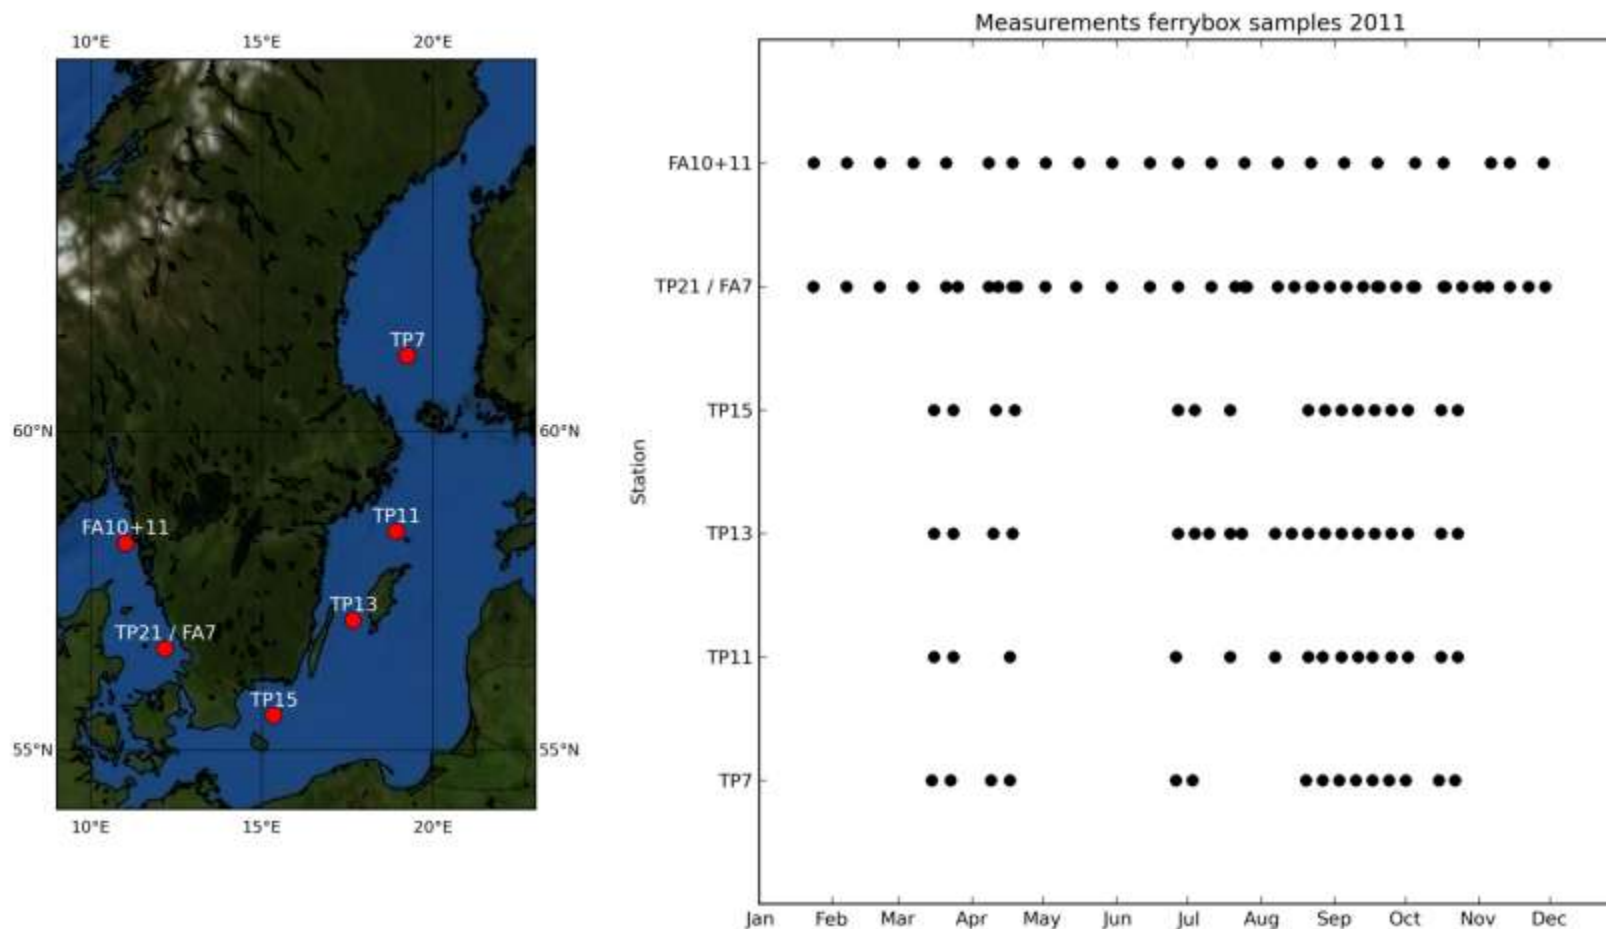 10°E 15°E 20°E
TP7
60°N 60°N
TP11
FA10+11
TP13
TP21 / FA7
TP15
55°N 55°N
10°E 15°E 20°E
Measurements ferrybox samples 2011
Station
FA10+11
TP21 / FA7
TP15
TP13
TP11
TP7
Jan Feb Mar Apr May Jun Jul Aug Sep Oct Nov Dec